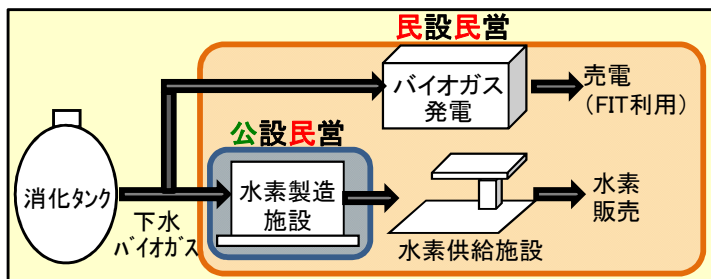 民設民営
バイオガス
発電
売電
（FIT利用）
公設民営
消化タンク
下水
バイオガス
水素製造
施設
水素供給施設
水素
販売